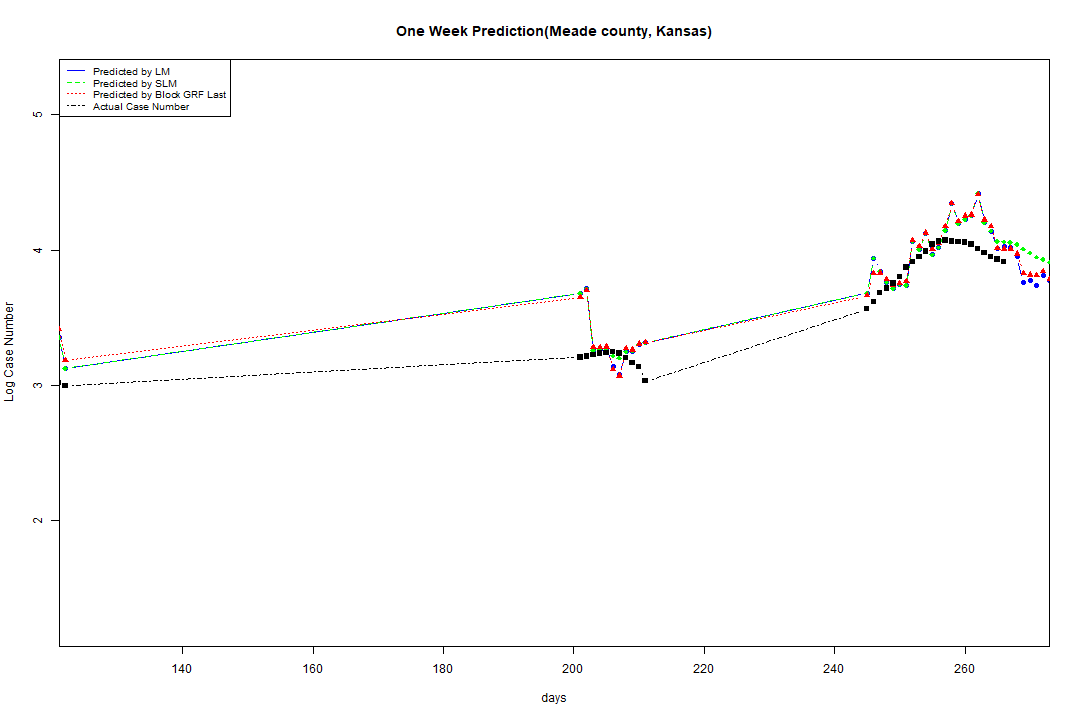 One Week Prediction(Meade county, Kansas)
Predicted by LM
Predicted by SLM
Predicted by Block GRF Last
Actual Case Number
5
4
3
2
Log Case Number
140 160 180 200 220 240 260
days